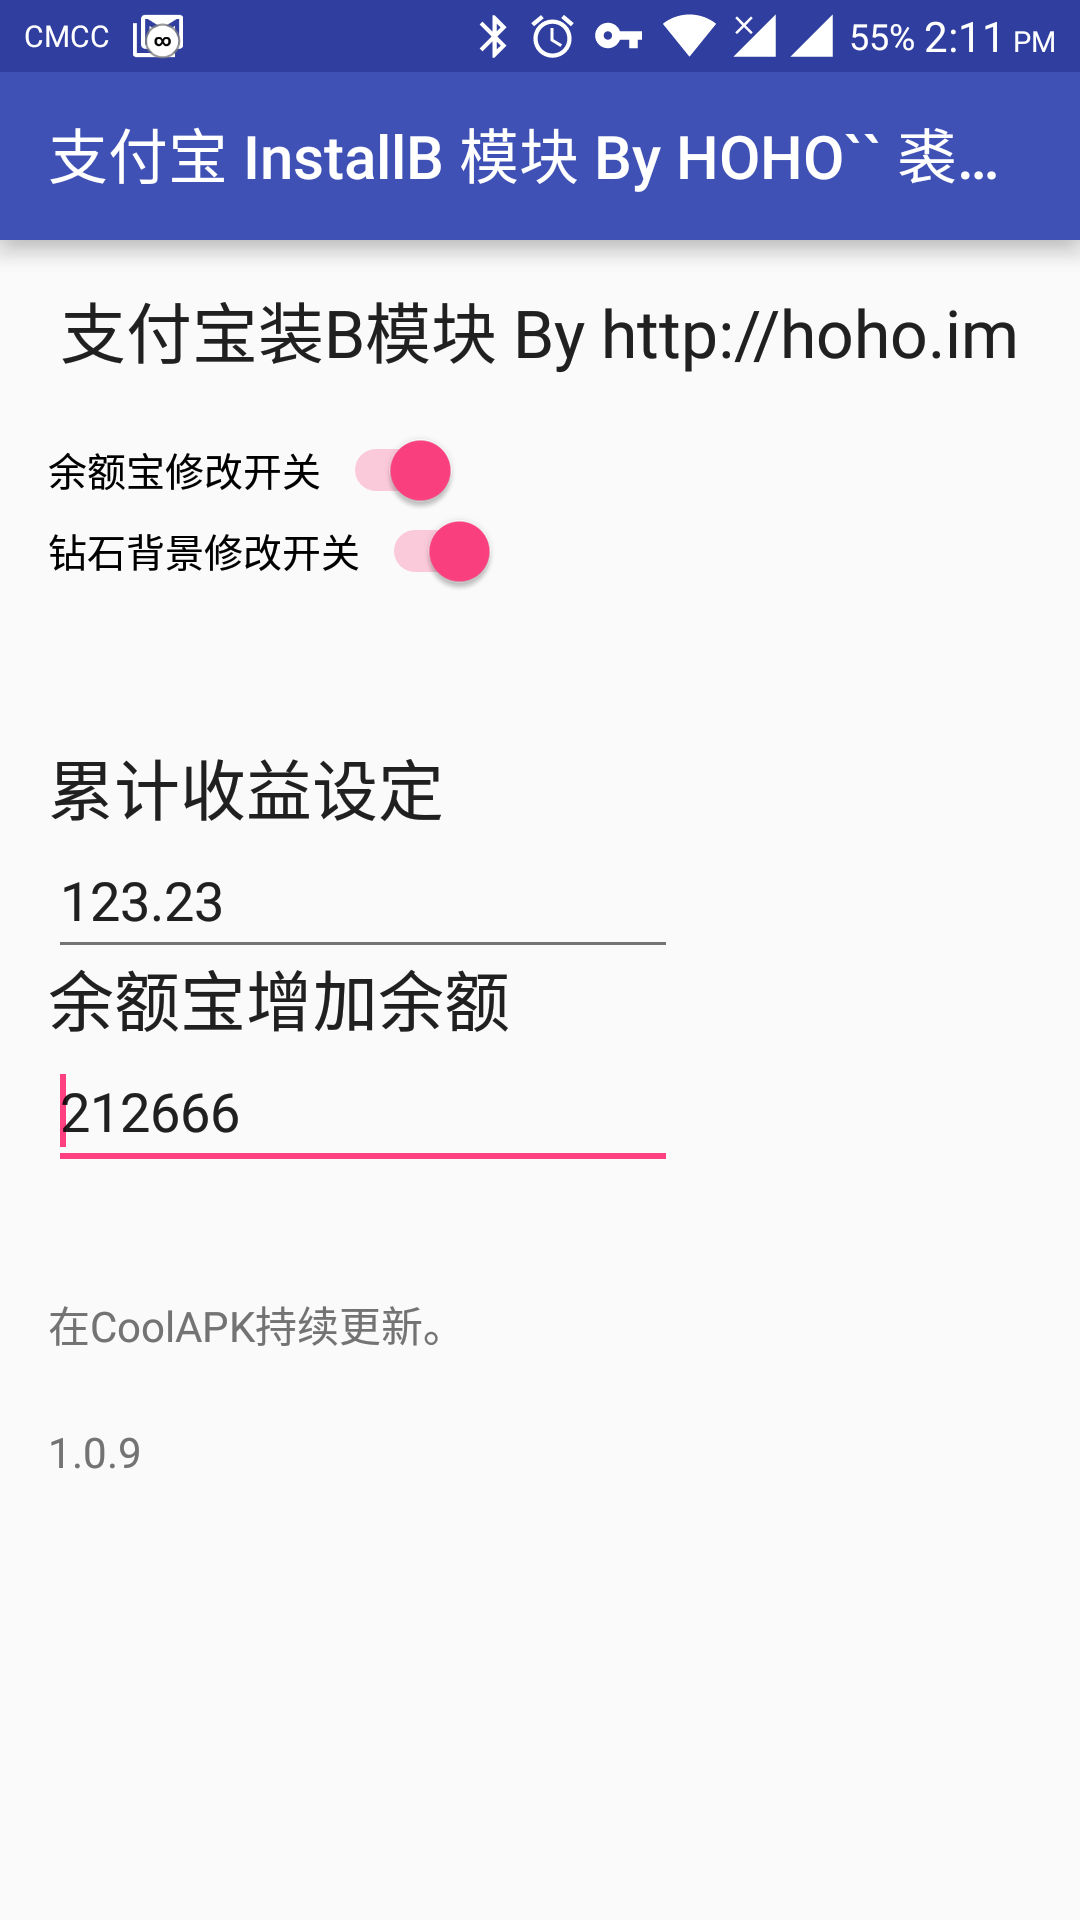 CMCC 55% 2:11 PM
支付宝 InstallB 模块 By HOHO`` 裘...
支付宝装B模块 By http://hoho.im
余额宝修改开关
钻石背景修改开关
累计收益设定
123.23
余额宝增加余额
212666
在CoolAPK持续更新。
1.0.9